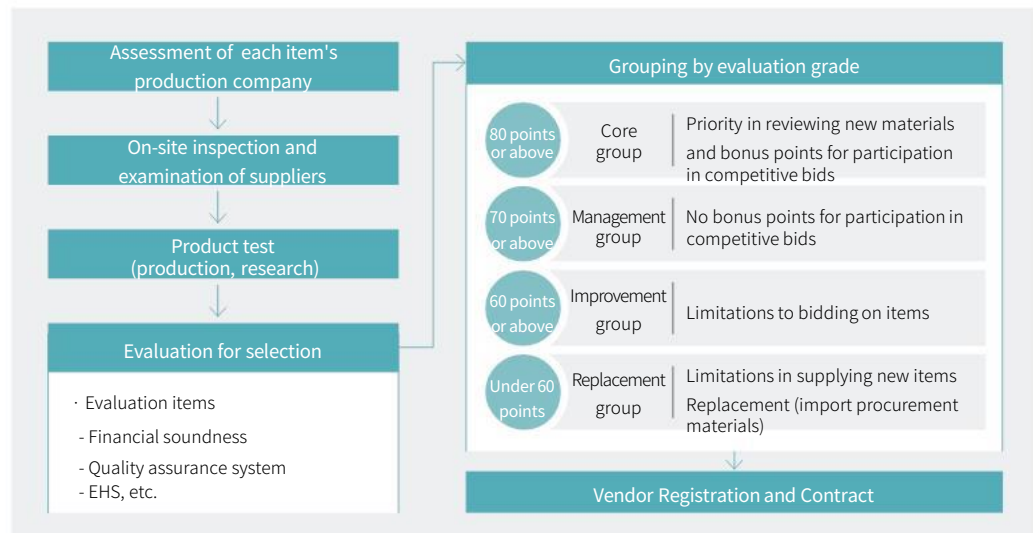 Assessment of each item's
production company
On-site inspection and
examination of suppliers
Product test
(production, research)
Evaluation for selection
· Evaluation items
- Financial soundness
- Quality assurance system
- EHS, etc.
Grouping by evaluation grade
80 points
or above
Core
group
Priority in reviewing new materials
and bonus points for participation
in competitive bids
70 points
or above
Management
group
No bonus points for participation in
competitive bids
60 points
or above
Improvement
group
Limitations to bidding on items
Under 60
points
Replacement
group
Limitations in supplying new items
Replacement (import procurement
materials)
Vendor Registration and Contract